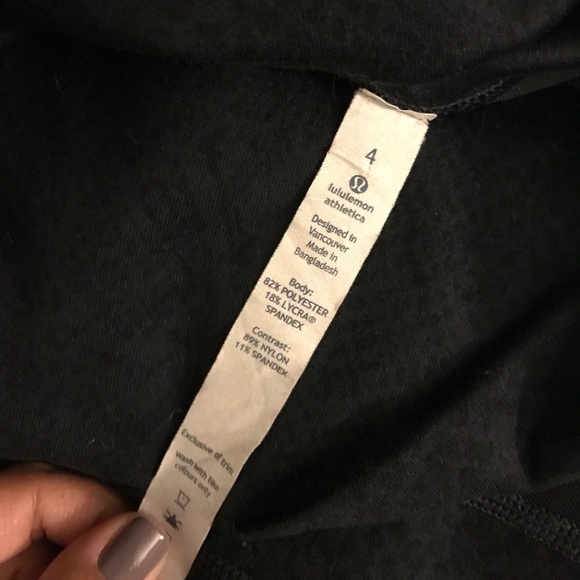 4
lululemon
athletica
Designed in
Vancouver
Made in
Bangladesh
Body:
82% POLYESTER
18% LYCRA®
SPANDEX
Contrast:
89% NYLON
11% SPANDEX
Exclusive of trim
Wash with like
colours only